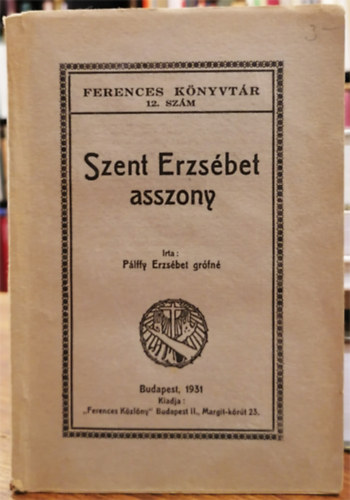 3-
FERENCES KÖNYVTÁR
12. SZÁM
Szent Erzsébet
asszony
Irta :
Pálffy Erzsébet grófné
Budapest, 1931
Kiadja :
„Ferences Közlöny" Budapest II., Margit-körút 23.